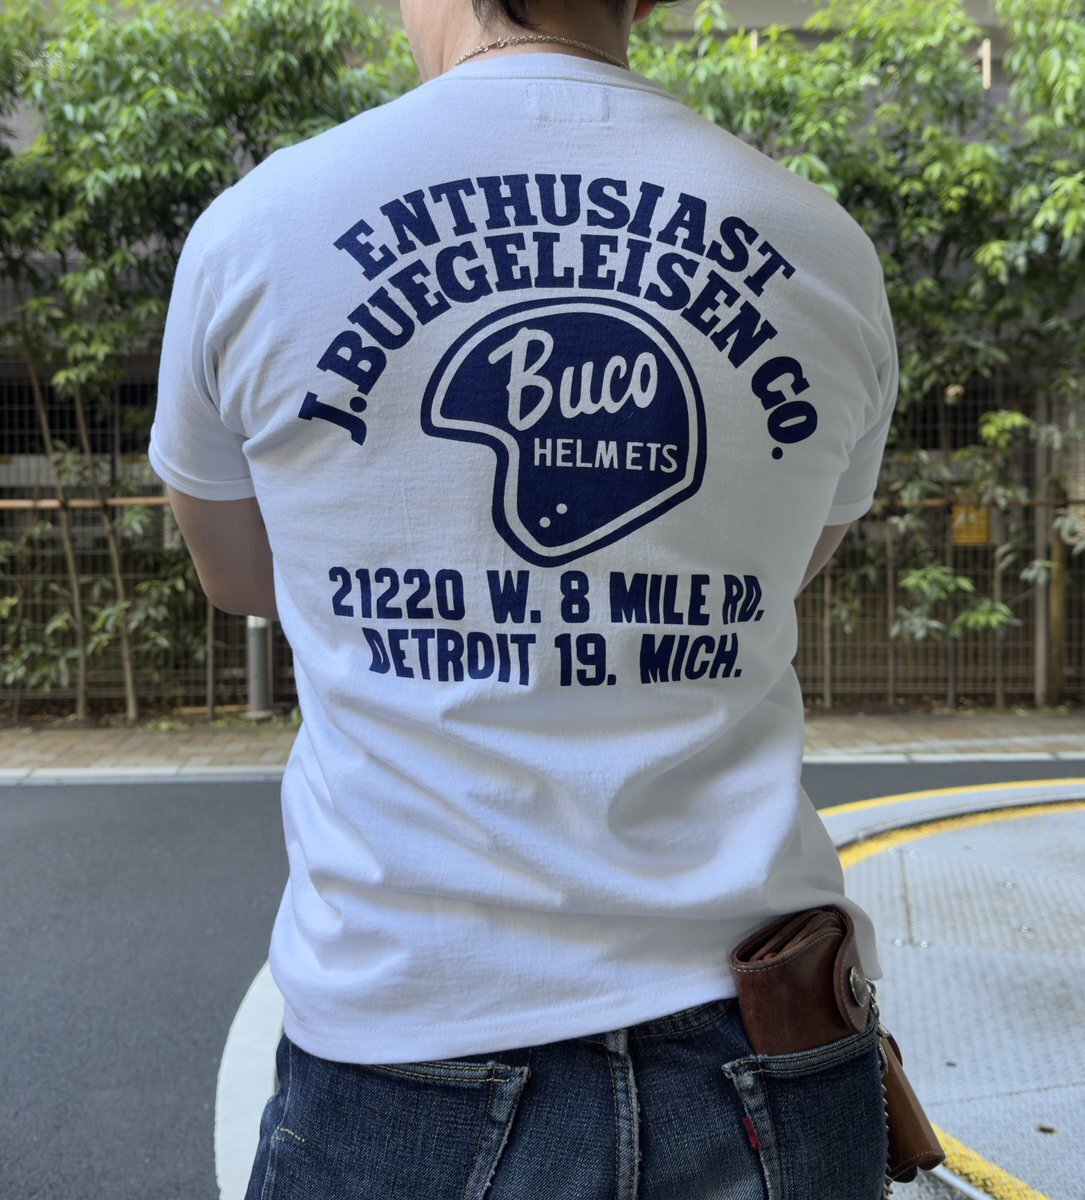 ENTHUSIAST
J.BUEGELEISEN CO.
Buco
HELMETS
21220 W. 8 MILE RD.
DETROIT 19. MICH.